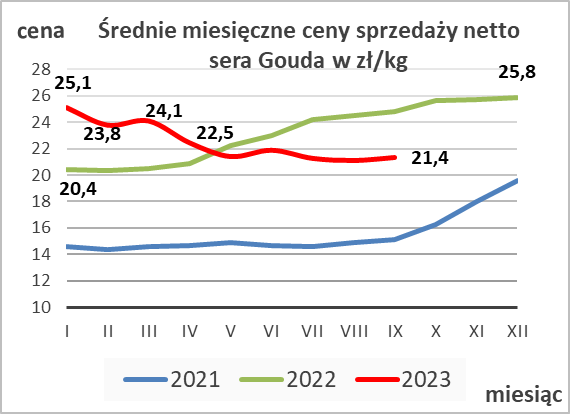 cena
Średnie miesięczne ceny sprzedaży netto
sera Gouda w zł/kg
28
26
24
22
20
18
16
14
12
10
25,1
23,8
24,1
22,5
21,4
25,8
20,4
I II III IV V VI VII VIII IX X XI XII
2021 2022 2023
miesiąc